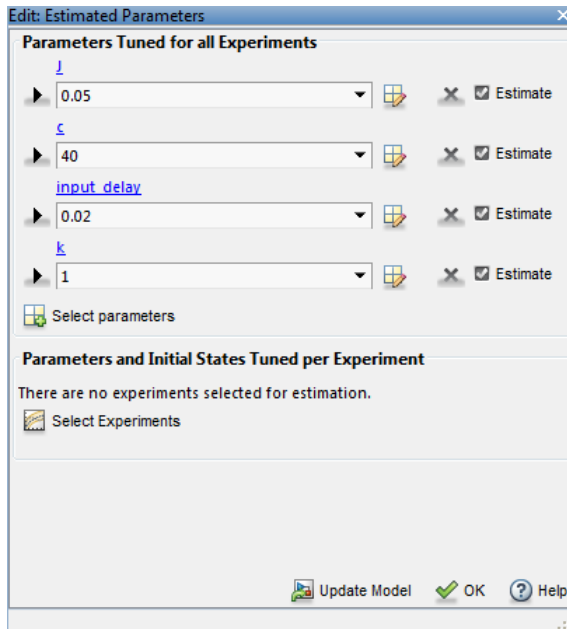 Edit: Estimated Parameters
Parameters Tuned for all Experiments
J
0.05 Estimate
c
40 Estimate
input_delay
0.02 Estimate
k
1 Estimate
Select parameters
Parameters and Initial States Tuned per Experiment
There are no experiments selected for estimation.
Select Experiments
Update Model OK Help